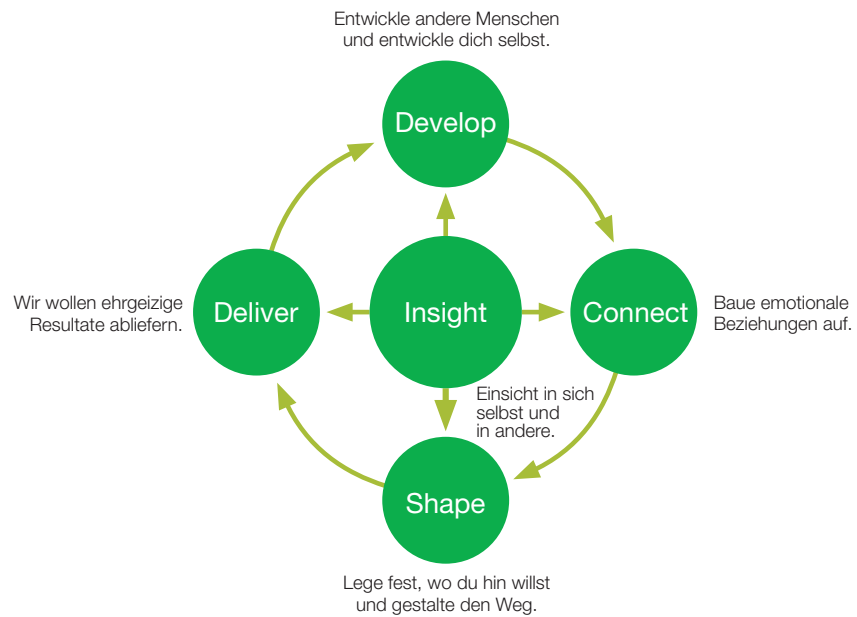 Entwickle andere Menschen
und entwickle dich selbst.
Develop
Wir wollen ehrgeizige
Resultate abliefern.
Deliver
Insight
Connect
Baue emotionale
Beziehungen auf.
Einsicht in sich
selbst und
in andere.
Shape
Lege fest, wo du hin willst
und gestalte den Weg.